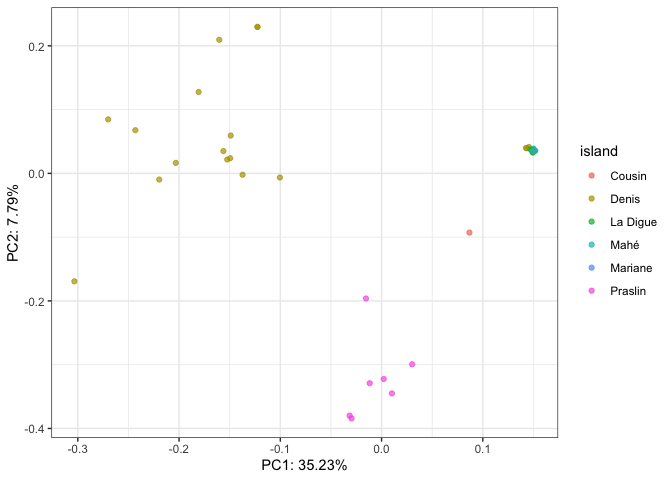 0.2
0.0
-0.2
-0.4
PC2: 7.79%
-0.3
-0.2
-0.1
0.0
0.1
PC1: 35.23%
island
Cousin
Denis
La Digue
Mahé
Mariane
Praslin